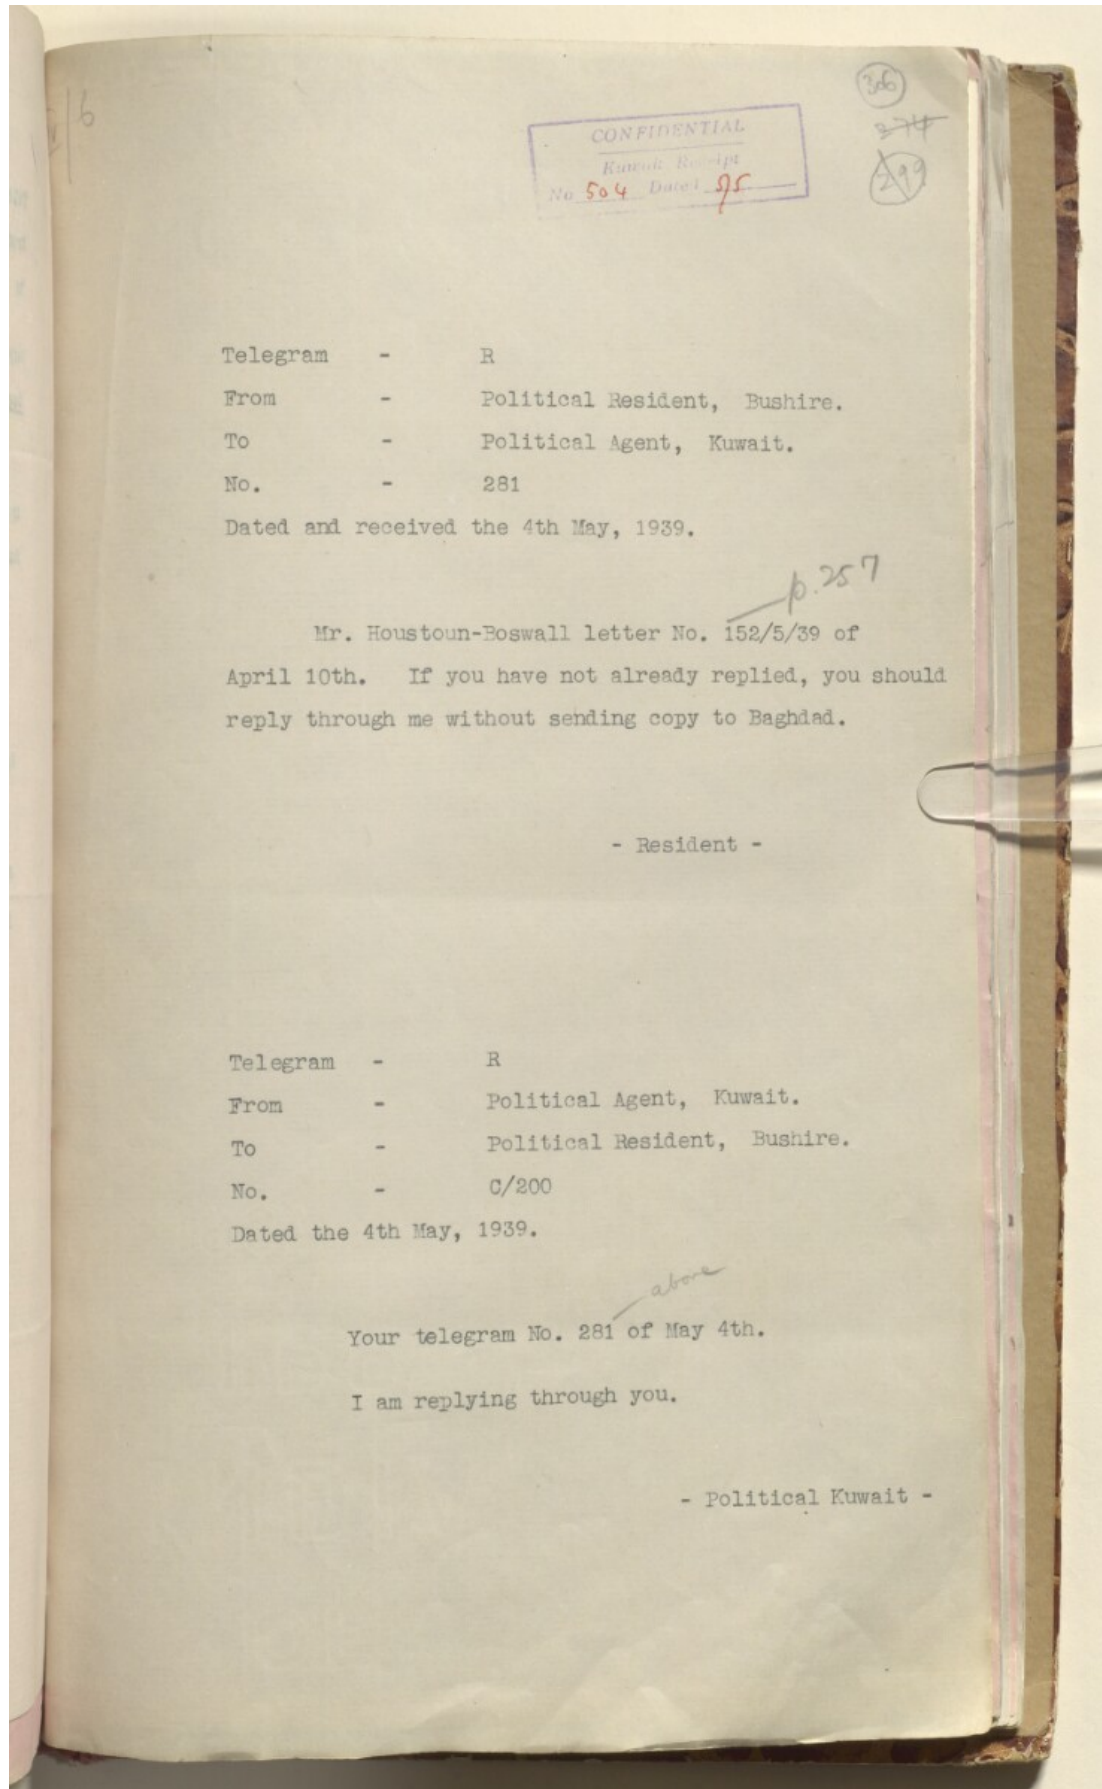 306
274
299
6
CONFIDENTIAL
Kuwait Receipt
No 504 Dated 5/5
Telegram - R
From - Political Resident, Bushire.
To - Political Agent, Kuwait.
No. - 281
Dated and received the 4th May, 1939.
p.257
Mr. Houstoun-Boswall letter No. 152/5/39 of
April 10th. If you have not already replied, you should
reply through me without sending copy to Baghdad.
- Resident -
Telegram - R
From - Political Agent, Kuwait.
To - Political Resident, Bushire.
No. - C/200
Dated the 4th May, 1939.
above
Your telegram No. 281 of May 4th.
I am replying through you.
- Political Kuwait -